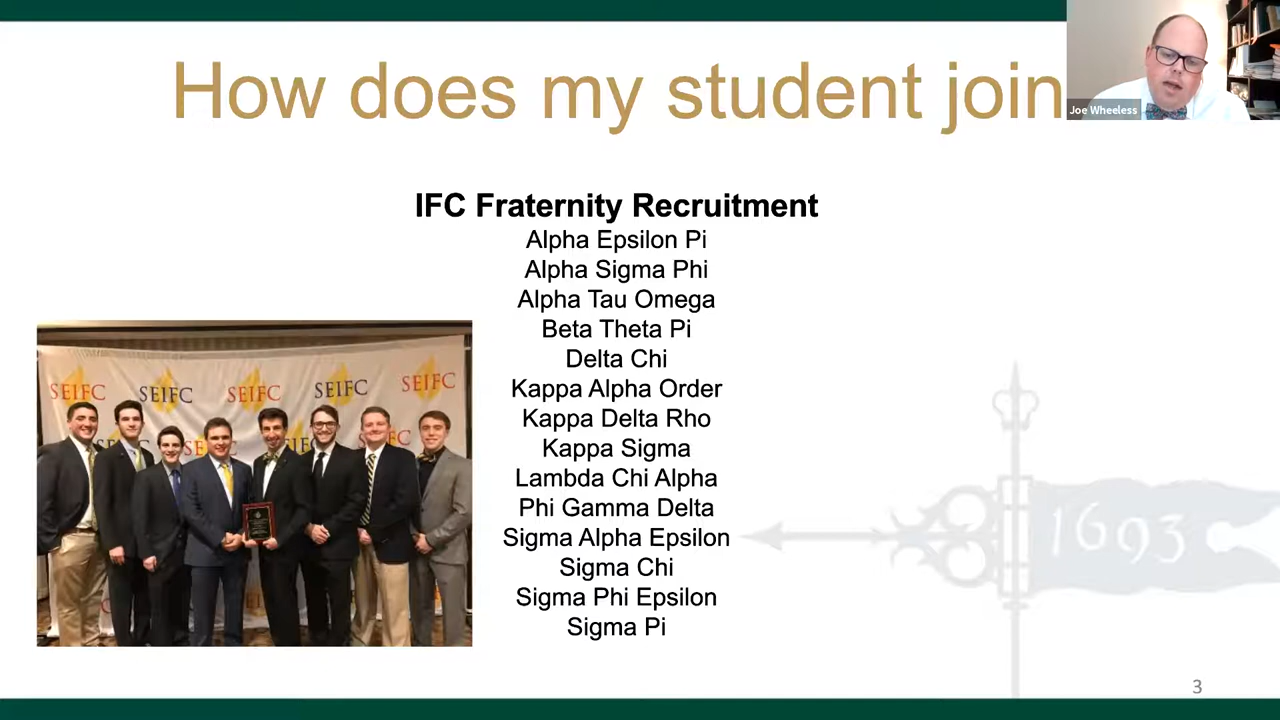 How does my student join
Joe Wheeless
IFC Fraternity Recruitment
Alpha Epsilon Pi
Alpha Sigma Phi
Alpha Tau Omega
Beta Theta Pi
Delta Chi
Kappa Alpha Order
Kappa Delta Rho
Kappa Sigma
Lambda Chi Alpha
Phi Gamma Delta
Sigma Alpha Epsilon
Sigma Chi
Sigma Phi Epsilon
Sigma Pi
SEIFC SEIFC SEIFC SEIFC SEIFC
1693
3